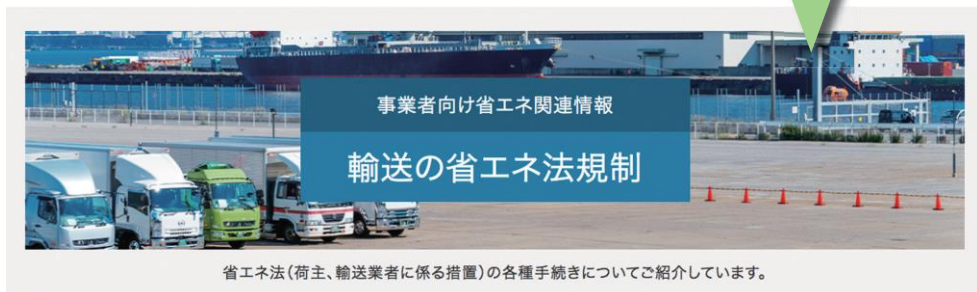 事業者向け省エネ関連情報
輸送の省エネ法規制
省エネ法(荷主、輸送業者に係る措置)の各種手続きについてご紹介しています。